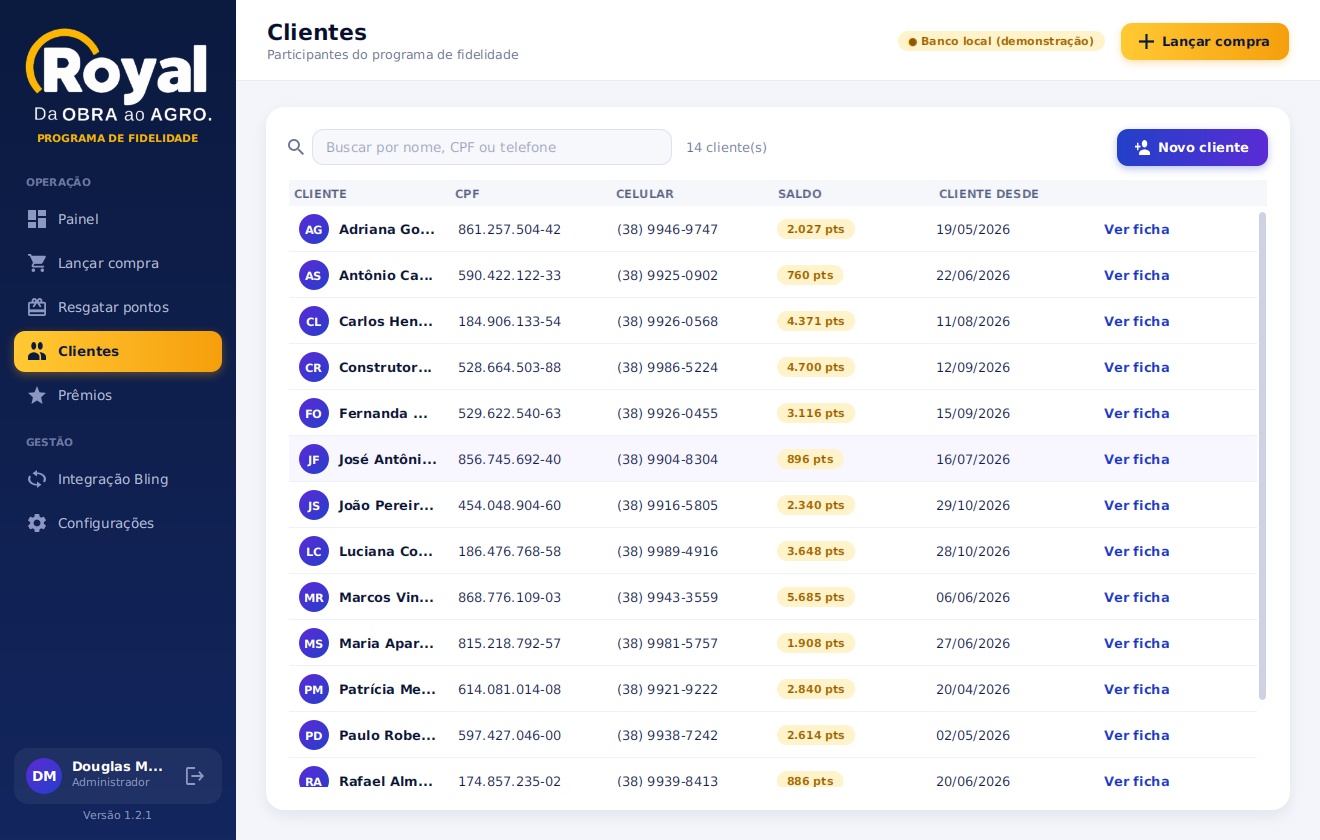 Royal
Da OBRA ao AGRO.
PROGRAMA DE FIDELIDADE
OPERAÇÃO
Painel
Lançar compra
Resgatar pontos
Clientes
Prêmios
GESTÃO
Integração Bling
Configurações
DM
Douglas M...
Administrador
Versão 1.2.1
Clientes
Participantes do programa de fidelidade
Banco local (demonstração)
Lançar compra
Buscar por nome, CPF ou telefone
14 cliente(s)
Novo cliente
CLIENTE CPF CELULAR SALDO CLIENTE DESDE
AG Adriana Go... 861.257.504-42 (38) 9946-9747 2.027 pts 19/05/2026 Ver ficha
AS Antônio Ca... 590.422.122-33 (38) 9925-0902 760 pts 22/06/2026 Ver ficha
CL Carlos Hen... 184.906.133-54 (38) 9926-0568 4.371 pts 11/08/2026 Ver ficha
CR Construtor... 528.664.503-88 (38) 9986-5224 4.700 pts 12/09/2026 Ver ficha
FO Fernanda ... 529.622.540-63 (38) 9926-0455 3.116 pts 15/09/2026 Ver ficha
JF José Antôni... 856.745.692-40 (38) 9904-8304 896 pts 16/07/2026 Ver ficha
JS João Pereir... 454.048.904-60 (38) 9916-5805 2.340 pts 29/10/2026 Ver ficha
LC Luciana Co... 186.476.768-58 (38) 9989-4916 3.648 pts 28/10/2026 Ver ficha
MR Marcos Vin... 868.776.109-03 (38) 9943-3559 5.685 pts 06/06/2026 Ver ficha
MS Maria Apar... 815.218.792-57 (38) 9981-5757 1.908 pts 27/06/2026 Ver ficha
PM Patrícia Me... 614.081.014-08 (38) 9921-9222 2.840 pts 20/04/2026 Ver ficha
PD Paulo Robe... 597.427.046-00 (38) 9938-7242 2.614 pts 02/05/2026 Ver ficha
RA Rafael Alm... 174.857.235-02 (38) 9939-8413 886 pts 20/06/2026 Ver ficha